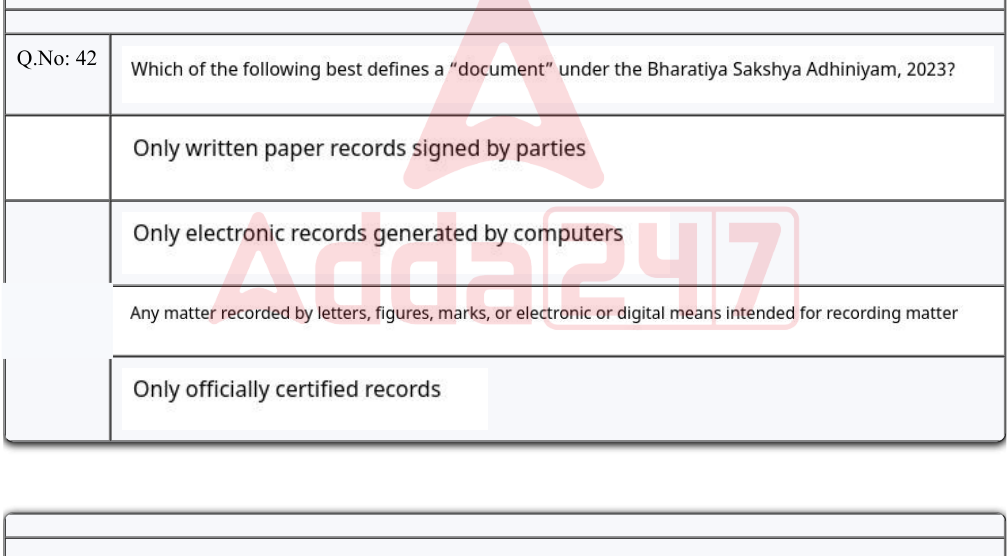 Q.No: 42
Which of the following best defines a “document” under the Bharatiya Sakshya Adhiniyam, 2023?
Only written paper records signed by parties
Only electronic records generated by computers
Adda247
Any matter recorded by letters, figures, marks, or electronic or digital means intended for recording matter
Only officially certified records